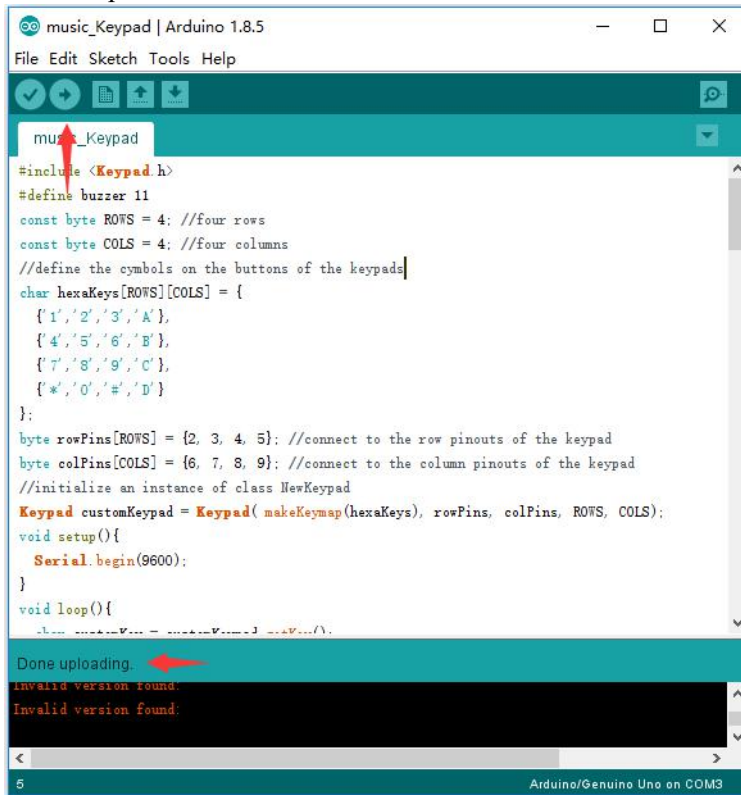 music_Keypad | Arduino 1.8.5
File Edit Sketch Tools Help
music_Keypad
#include <Keypad.h>
#define buzzer 11
const byte ROWS = 4; //four rows
const byte COLS = 4; //four columns
//define the cymbols on the buttons of the keypads
char hexaKeys[ROWS][COLS] = {
{'1','2','3','A'},
{'4','5','6','B'},
{'7','8','9','C'},
{'*','0','#','D'}
};
byte rowPins[ROWS] = {2, 3, 4, 5}; //connect to the row pinouts of the keypad
byte colPins[COLS] = {6, 7, 8, 9}; //connect to the column pinouts of the keypad
//initialize an instance of class NewKeypad
Keypad customKeypad = Keypad( makeKeymap(hexaKeys), rowPins, colPins, ROWS, COLS);
void setup(){
Serial.begin(9600);
}
void loop(){
char customKey = customKeypad.getKey();
Done uploading.
Invalid version found:
Invalid version found:
5
Arduino/Genuino Uno on COM3